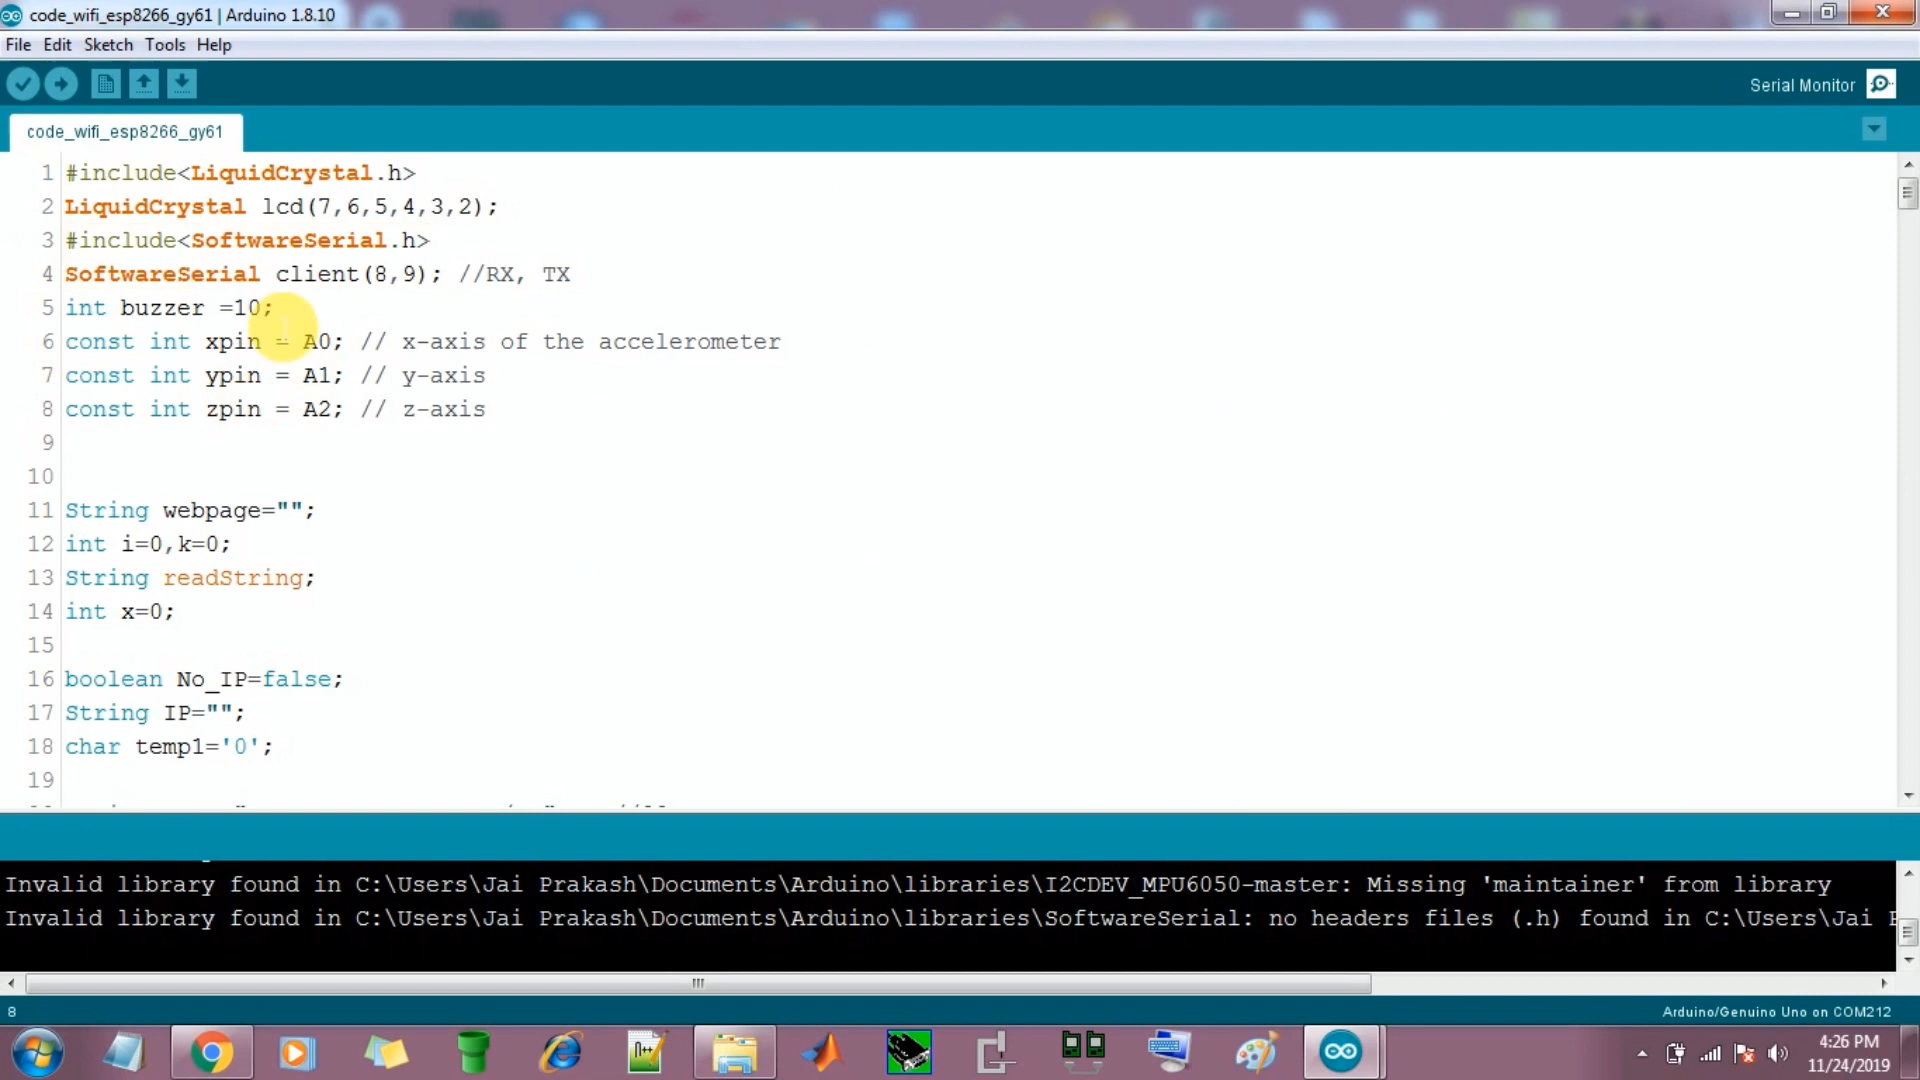 code_wifi_esp8266_gy61 | Arduino 1.8.10
File Edit Sketch Tools Help
Serial Monitor
code_wifi_esp8266_gy61
1 #include<LiquidCrystal.h>
2 LiquidCrystal lcd(7,6,5,4,3,2);
3 #include<SoftwareSerial.h>
4 SoftwareSerial client(8,9); //RX, TX
5 int buzzer =10;
6 const int xpin = A0; // x-axis of the accelerometer
7 const int ypin = A1; // y-axis
8 const int zpin = A2; // z-axis
9
10
11 String webpage="";
12 int i=0,k=0;
13 String readString;
14 int x=0;
15
16 boolean No_IP=false;
17 String IP="";
18 char temp1='0';
19
Invalid library found in C:\Users\Jai Prakash\Documents\Arduino\libraries\I2CDEV_MPU6050-master: Missing 'maintainer' from library
Invalid library found in C:\Users\Jai Prakash\Documents\Arduino\libraries\SoftwareSerial: no headers files (.h) found in C:\Users\Jai
8
Arduino/Genuino Uno on COM212
4:26 PM
11/24/2019